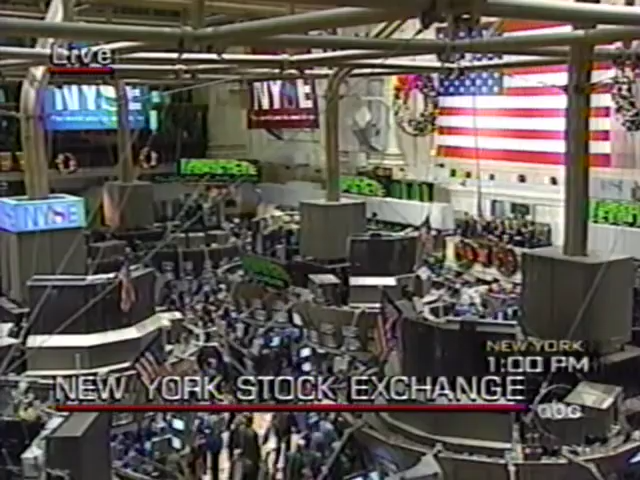 Live
NYSE
NYSE
NYSE
NEW YORK
1:00 PM
NEW YORK STOCK EXCHANGE
abc